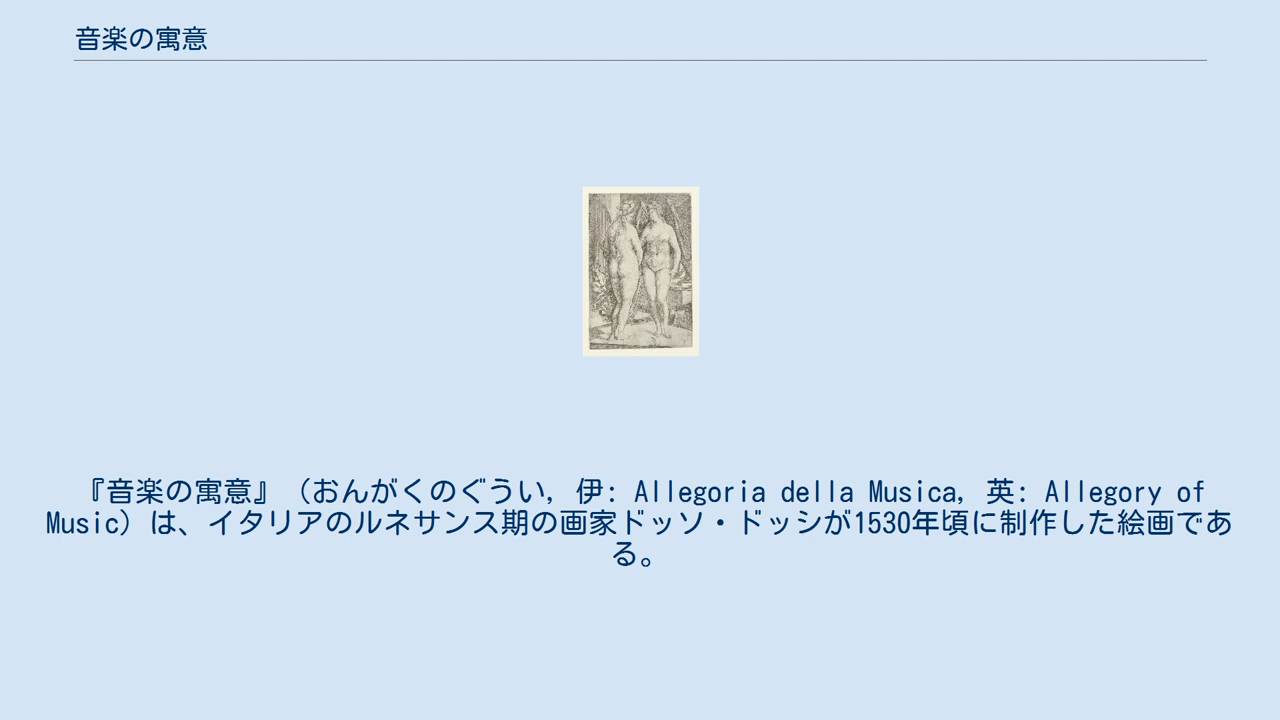 音楽の寓意
『音楽の寓意』（おんがくのぐうい, 伊: Allegoria della Musica, 英: Allegory of
Music）は、イタリアのルネサンス期の画家ドッソ・ドッシが1530年頃に制作した絵画であ
る。